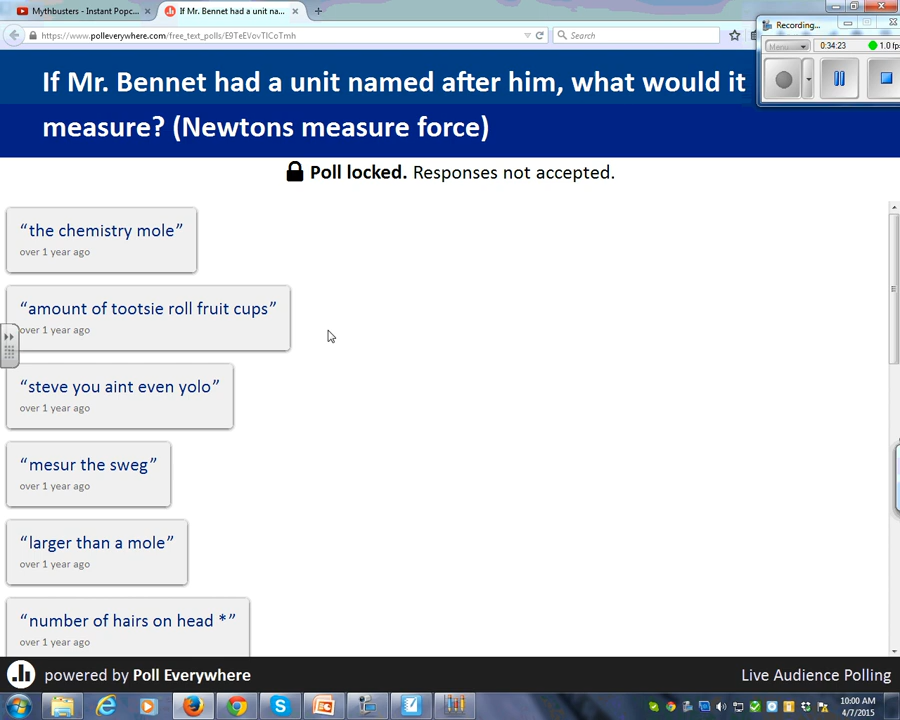 Mythbusters - Instant Popc...
If Mr. Bennet had a unit na...
https://www.polleverywhere.com/free_text_polls/E9TeEVovTlCoTmh
Search
Recording...
Menu
0:34:23
1.0 fps
If Mr. Bennet had a unit named after him, what would it
measure? (Newtons measure force)
Poll locked. Responses not accepted.
“the chemistry mole”
over 1 year ago
“amount of tootsie roll fruit cups”
over 1 year ago
“steve you aint even yolo”
over 1 year ago
“mesur the sweg”
over 1 year ago
“larger than a mole”
over 1 year ago
“number of hairs on head *”
over 1 year ago
powered by Poll Everywhere
Live Audience Polling
10:00 AM
4/7/2015